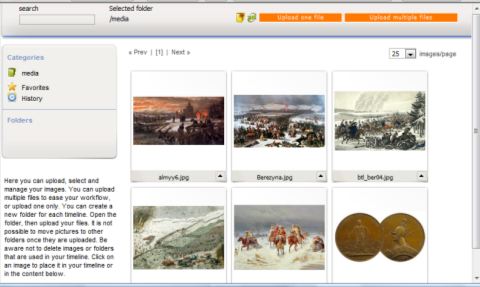 search
Selected folder
/media
Upload one file
Upload multiple files
« Prev | [1] | Next »
25 images/page
Categories
media
Favorites
History
Folders
Here you can upload, select and
manage your images. You can upload
multiple files to ease your workflow,
or upload one only. You can create a
new folder for each timeline. Open the
folder, then upload your files. It is not
possible to move pictures to other
folders once they are uploaded. Be
aware not to delete images or folders
that are used in your timeline. Click on
an image to place it in your timeline or
in the content below.
almyy6.jpg
Berezyna.jpg
btl_ber04.jpg